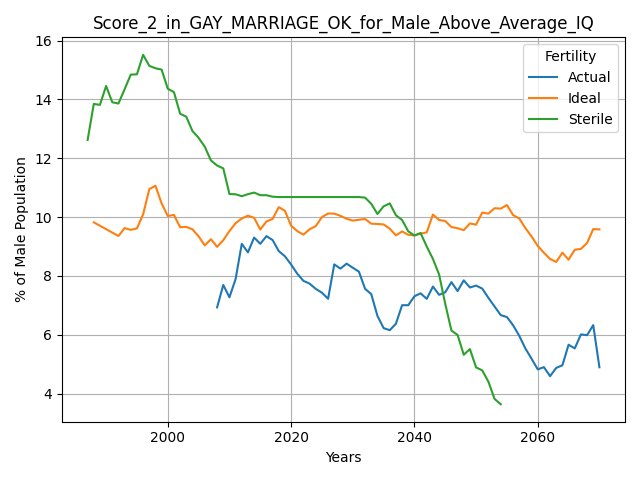 Score_2_in_GAY_MARRIAGE_OK_for_Male_Above_Average_IQ
Fertility
Actual
Ideal
Sterile
% of Male Population
16
14
12
10
8
6
4
2000
2020
2040
2060
Years